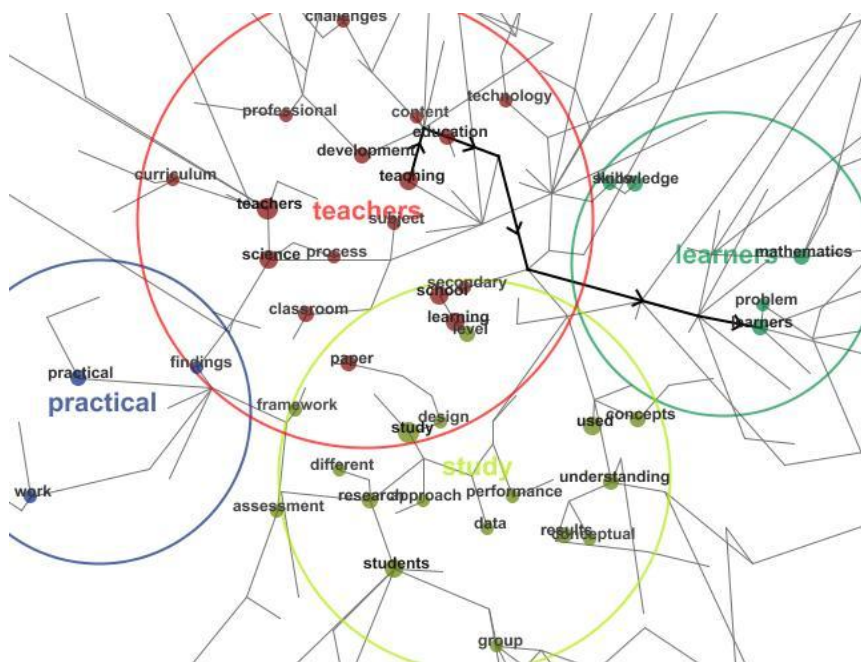 challenges
technology
professional
content
education
development
curriculum
teaching
skills
knowledge
teachers
teachers
subject
science
process
learners
mathematics
secondary
school
problem
classroom
learning
learners
level
paper
findings
practical
practical
framework
design
used
concepts
study
study
different
understanding
work
assessment
research
approach
performance
data
results
conceptual
students
group